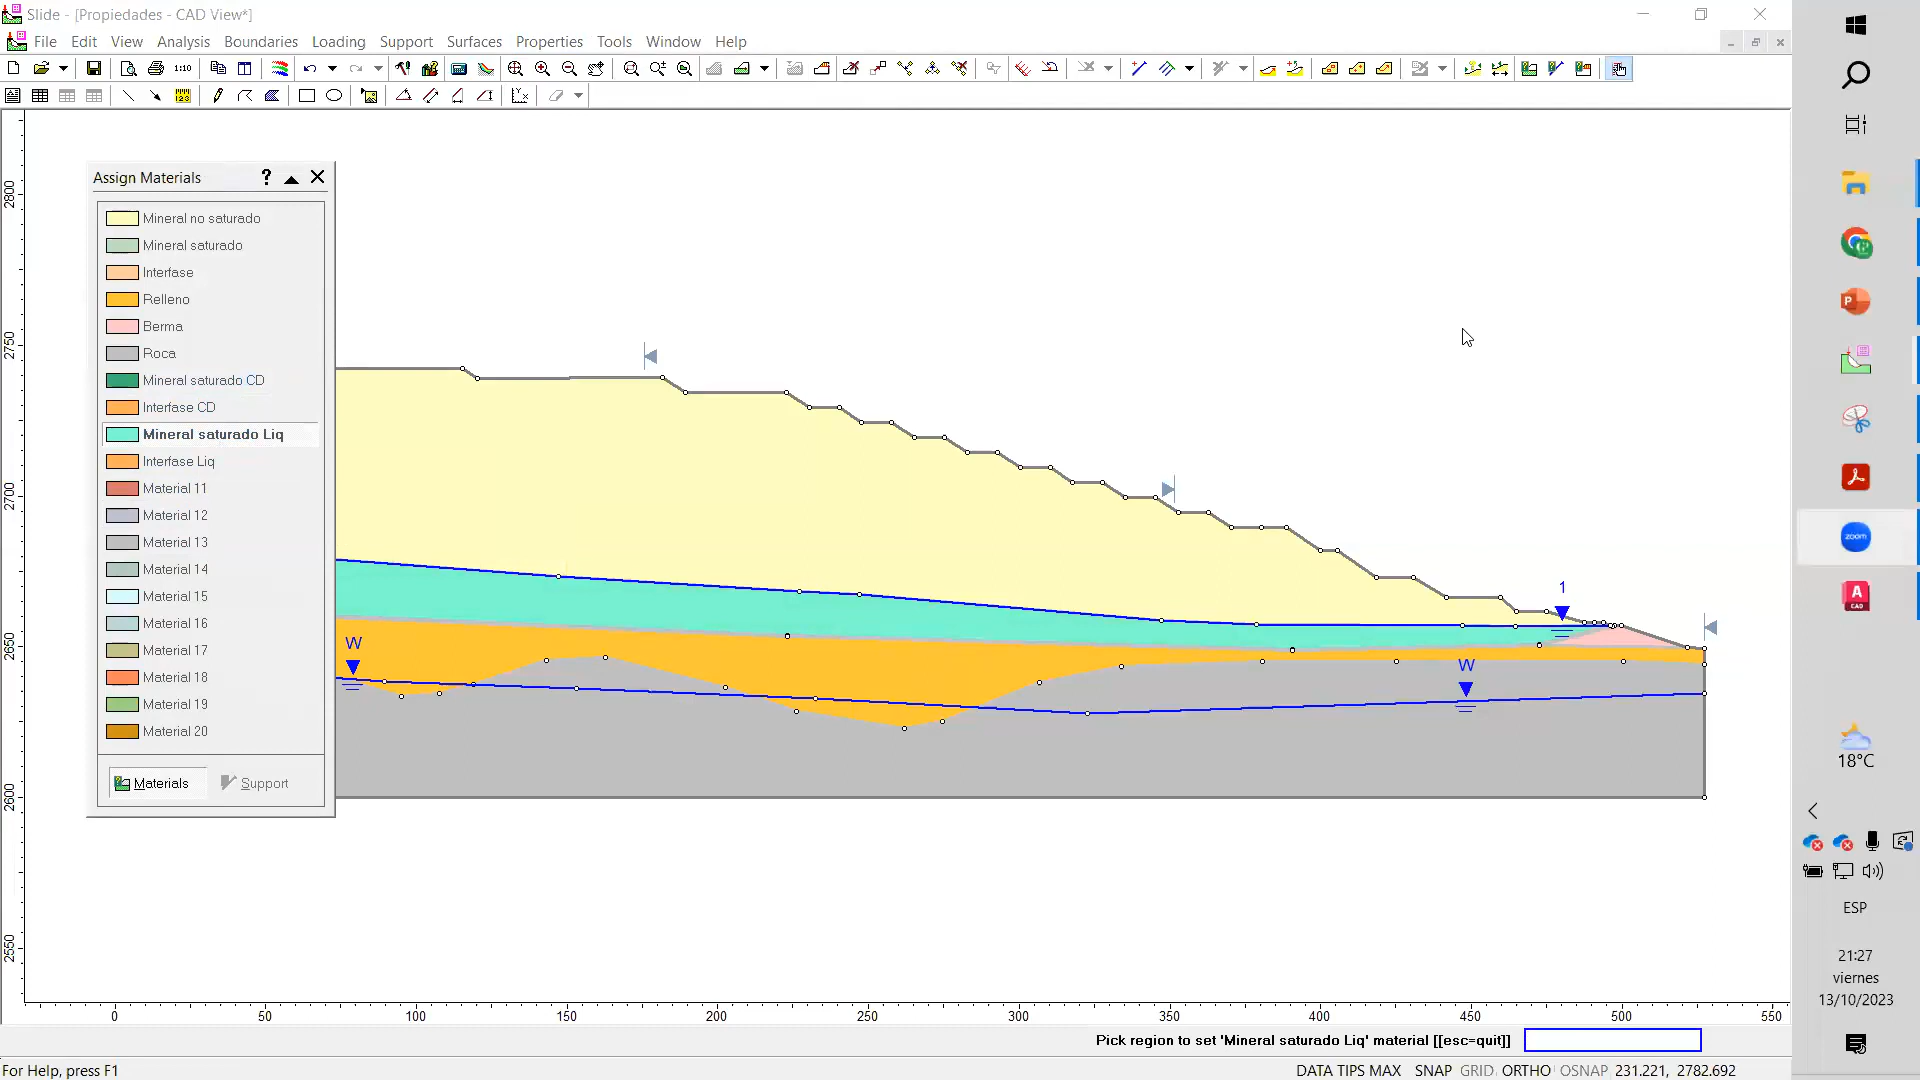 Slide - [Propiedades - CAD View*]
File Edit View Analysis Boundaries Loading Support Surfaces Properties Tools Window Help
1:10
Assign Materials ?
Mineral no saturado
Mineral saturado
Interfase
Relleno
Berma
Roca
Mineral saturado CD
Interfase CD
Mineral saturado Liq
Interfase Liq
Material 11
Material 12
Material 13
Material 14
Material 15
Material 16
Material 17
Material 18
Material 19
Material 20
Materials Support
2800
2750
2700
2650
2600
2550
W
W
1
0 50 100 150 200 250 300 350 400 450 500 550
Pick region to set 'Mineral saturado Liq' material [[esc=quit]]
For Help, press F1
DATA TIPS MAX SNAP GRID ORTHO OSNAP 231.221, 2782.692
zoom
A
CAD
18°C
ESP
21:27
viernes
13/10/2023